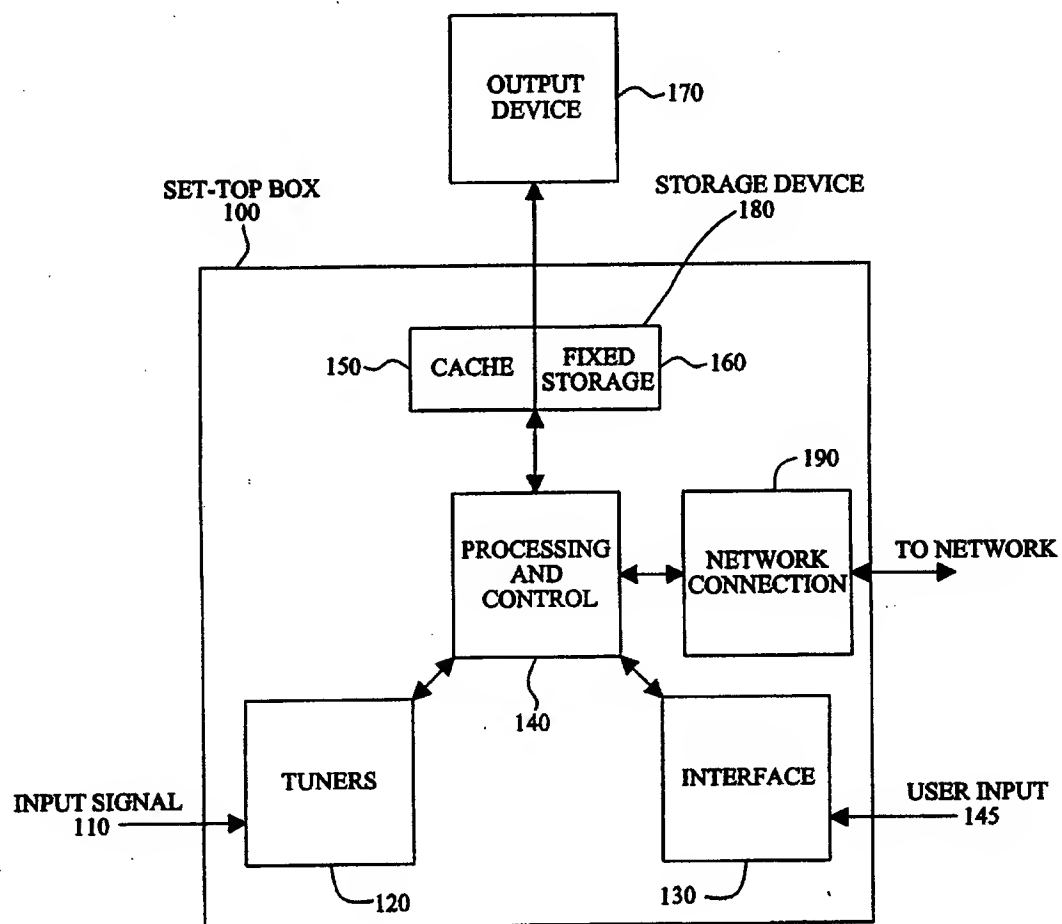 OUTPUT
DEVICE
170
SET-TOP BOX
100
STORAGE DEVICE
180
150
CACHE
FIXED
STORAGE
160
190
PROCESSING
AND
CONTROL
NETWORK
CONNECTION
TO NETWORK
140
TUNERS
INTERFACE
INPUT SIGNAL
110
USER INPUT
145
120
130